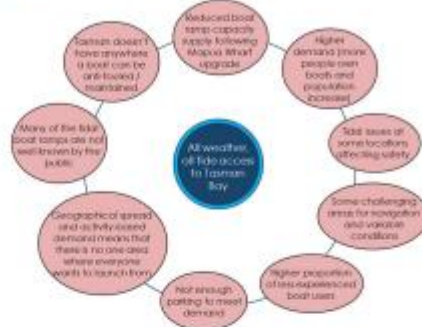 Reduced boat
ramp capacity
supply following
Mapua Wharf
upgrade
Higher
demand (more
people own
boats and
population
increase)
Tidal issues at
some locations
affecting safety
Some challenging
areas for navigation
and variable
conditions
Higher proportion
of less experienced
boat users
Not enough
parking to meet
demand
Geographical spread
and activity-based
demand means that
there is no one area
where everyone
wants to launch from
Many of the tidal
boat ramps are not
well known by the
public
Tasman doesn't
have anywhere
a boat can be
anti-fouled /
maintained
All weather,
all tide access
to Tasman
Bay